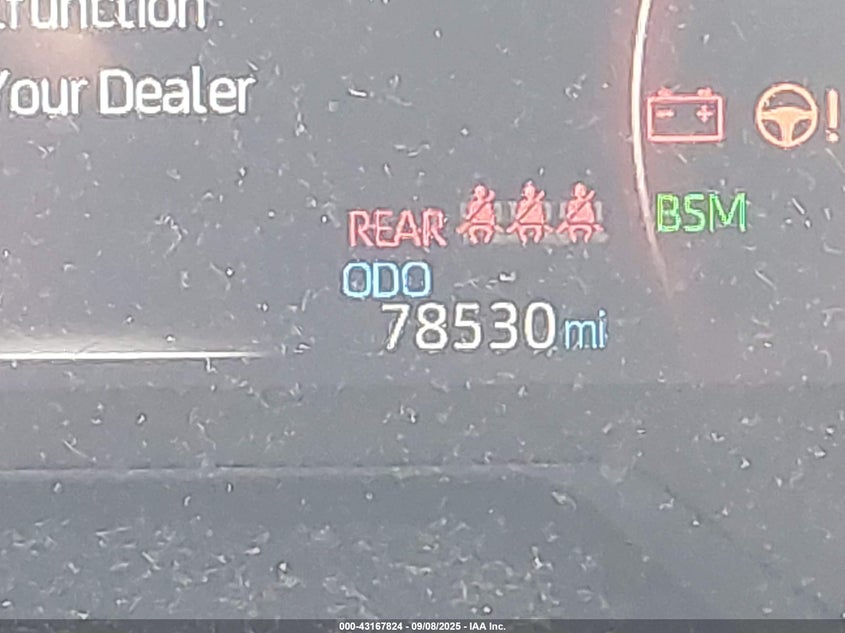 Your Dealer
BSM
REAR
ODO
78530 mi
000-43167824 - 09/08/2025 - IAA Inc.